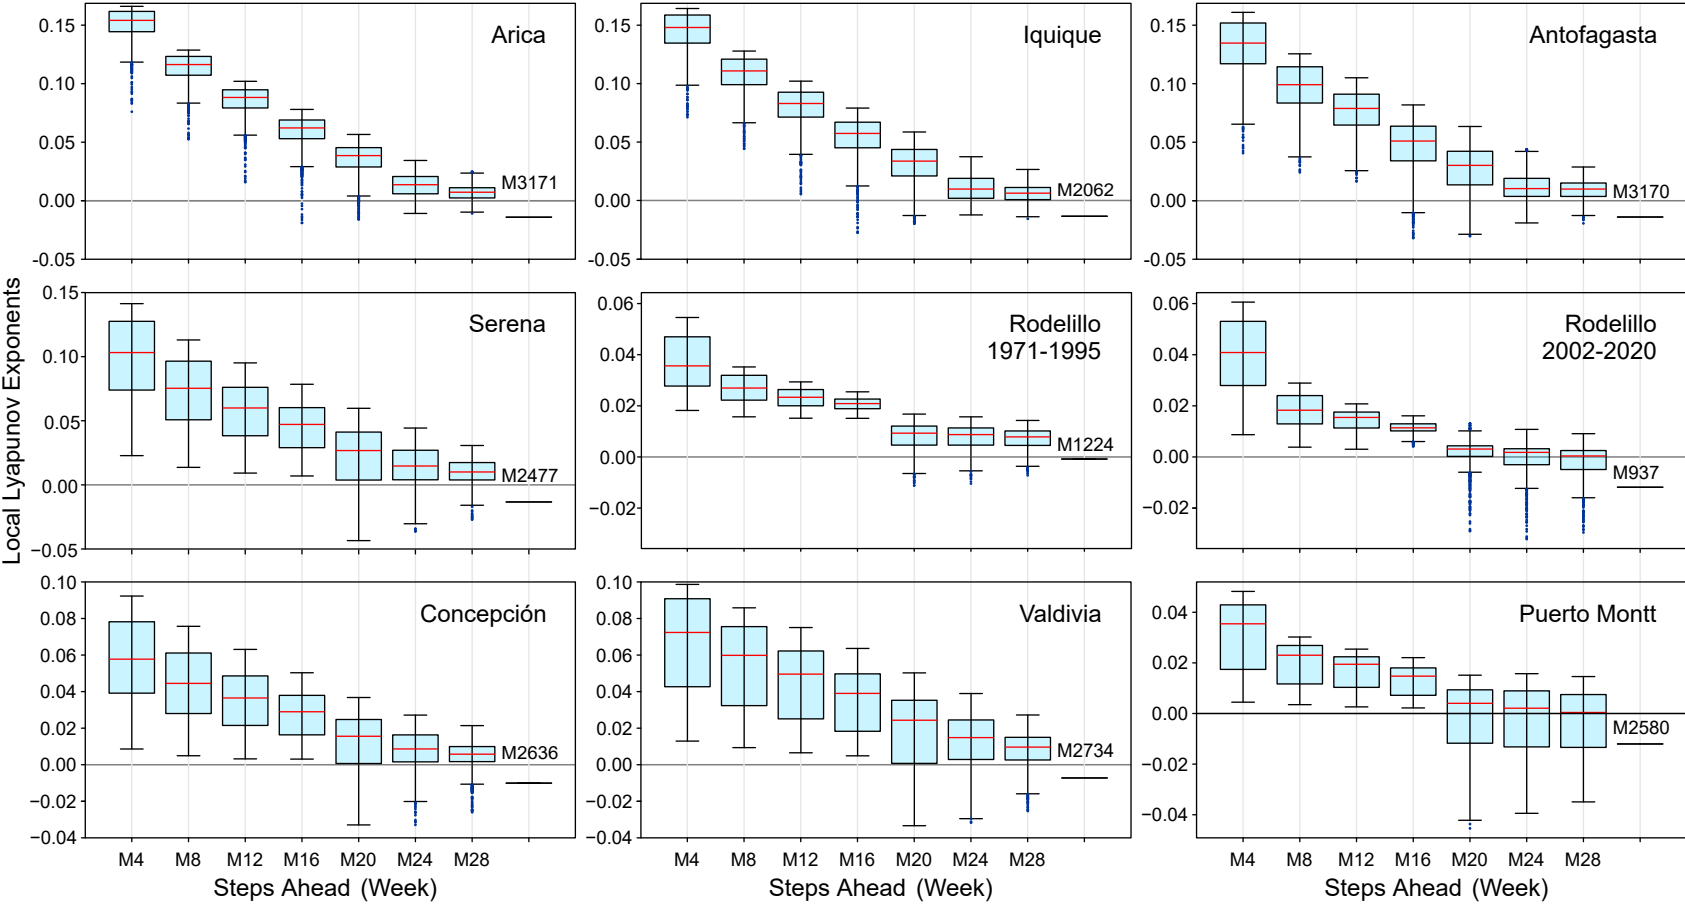 Local Lyapunov Exponents
0.15
0.10
0.05
0.00
-0.05
Arica
M3171
0.15
0.10
0.05
0.00
-0.05
Iquique
M2062
0.15
0.10
0.05
0.00
-0.05
Antofagasta
M3170
0.15
0.10
0.05
0.00
−0.05
Serena
M2477
0.06
0.04
0.02
0.00
−0.02
Rodelillo
1971-1995
M1224
0.06
0.04
0.02
0.00
−0.02
Rodelillo
2002-2020
M937
0.10
0.08
0.06
0.04
0.02
0.00
−0.02
−0.04
Concepción
M2636
0.10
0.08
0.06
0.04
0.02
0.00
−0.02
−0.04
Valdivia
M2734
0.04
0.02
0.00
−0.02
−0.04
Puerto Montt
M2580
M4 M8 M12 M16 M20 M24 M28
M4 M8 M12 M16 M20 M24 M28
M4 M8 M12 M16 M20 M24 M28
Steps Ahead (Week)
Steps Ahead (Week)
Steps Ahead (Week)